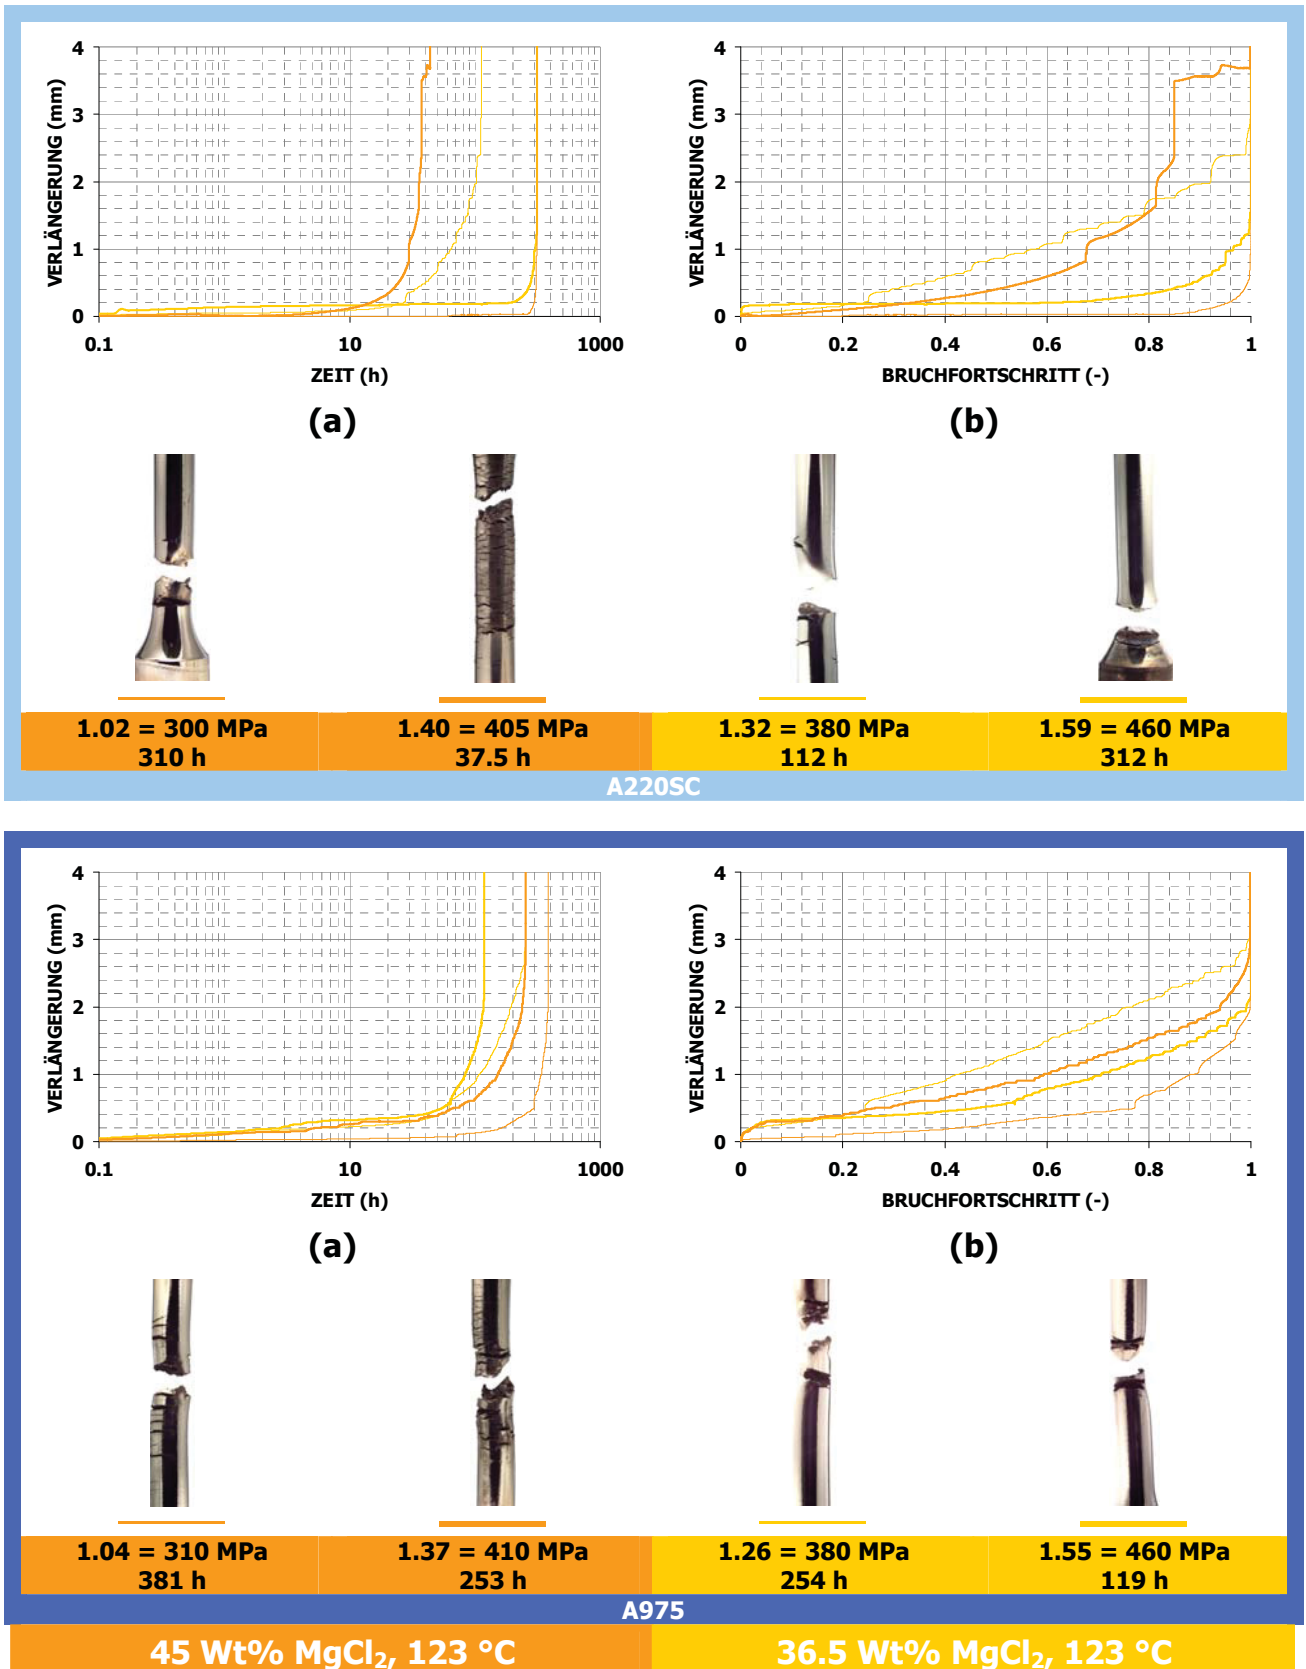 4
3
2
1
0
VERLÄNGERUNG (mm)
0.1
10
1000
ZEIT (h)
(a)
4
3
2
1
0
VERLÄNGERUNG (mm)
0
0.2
0.4
0.6
0.8
1
BRUCHFORTSCHRITT (-)
(b)
1.02 = 300 MPa
310 h
1.40 = 405 MPa
37.5 h
1.32 = 380 MPa
112 h
1.59 = 460 MPa
312 h
A220SC
4
3
2
1
0
VERLÄNGERUNG (mm)
0.1
10
1000
ZEIT (h)
(a)
4
3
2
1
0
VERLÄNGERUNG (mm)
0
0.2
0.4
0.6
0.8
1
BRUCHFORTSCHRITT (-)
(b)
1.04 = 310 MPa
381 h
1.37 = 410 MPa
253 h
1.26 = 380 MPa
254 h
1.55 = 460 MPa
119 h
A975
45 Wt% MgCl₂, 123 °C
36.5 Wt% MgCl₂, 123 °C